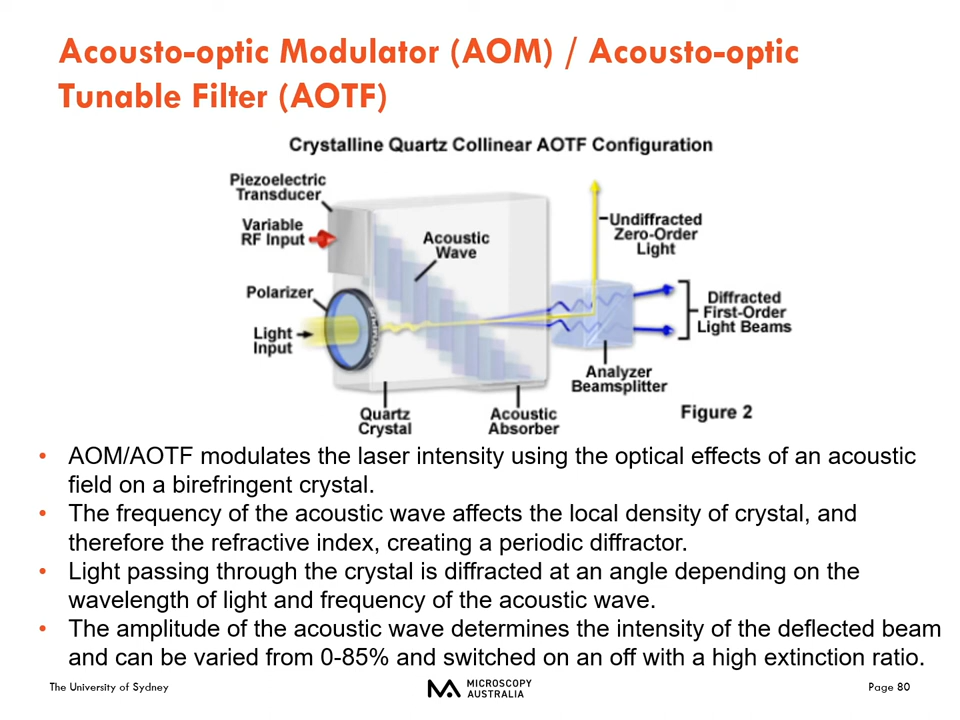 Acousto-optic Modulator (AOM) / Acousto-optic
Tunable Filter (AOTF)
Crystalline Quartz Collinear AOTF Configuration
Piezoelectric
Transducer
Variable
RF Input
Acoustic
Wave
Undiffracted
Zero-Order
Light
Polarizer
Diffracted
First-Order
Light Beams
Light
Input
Analyzer
Beamsplitter
Quartz
Crystal
Acoustic
Absorber
Figure 2
• AOM/AOTF modulates the laser intensity using the optical effects of an acoustic
field on a birefringent crystal.
• The frequency of the acoustic wave affects the local density of crystal, and
therefore the refractive index, creating a periodic diffractor.
• Light passing through the crystal is diffracted at an angle depending on the
wavelength of light and frequency of the acoustic wave.
• The amplitude of the acoustic wave determines the intensity of the deflected beam
and can be varied from 0-85% and switched on an off with a high extinction ratio.
The University of Sydney
MICROSCOPY
AUSTRALIA
Page 80